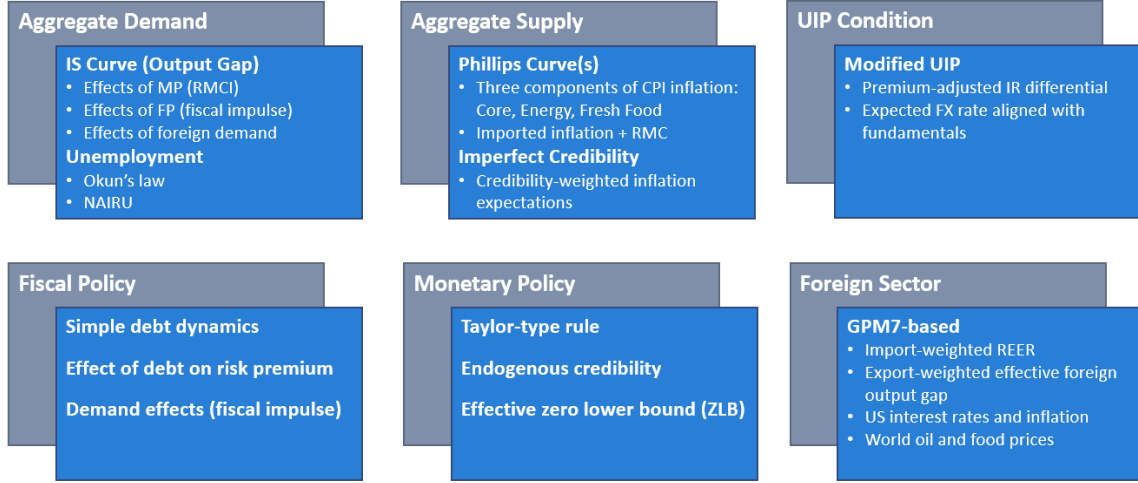 Aggregate Demand
IS Curve (Output Gap)
• Effects of MP (RMCI)
• Effects of FP (fiscal impulse)
• Effects of foreign demand
Unemployment
• Okun's law
• NAIRU
Aggregate Supply
Phillips Curve(s)
• Three components of CPI inflation:
Core, Energy, Fresh Food
• Imported inflation + RMC
Imperfect Credibility
• Credibility-weighted inflation
expectations
UIP Condition
Modified UIP
• Premium-adjusted IR differential
• Expected FX rate aligned with
fundamentals
Fiscal Policy
Simple debt dynamics
Effect of debt on risk premium
Demand effects (fiscal impulse)
Monetary Policy
Taylor-type rule
Endogenous credibility
Effective zero lower bound (ZLB)
Foreign Sector
GPM7-based
• Import-weighted REER
• Export-weighted effective foreign
output gap
• US interest rates and inflation
• World oil and food prices